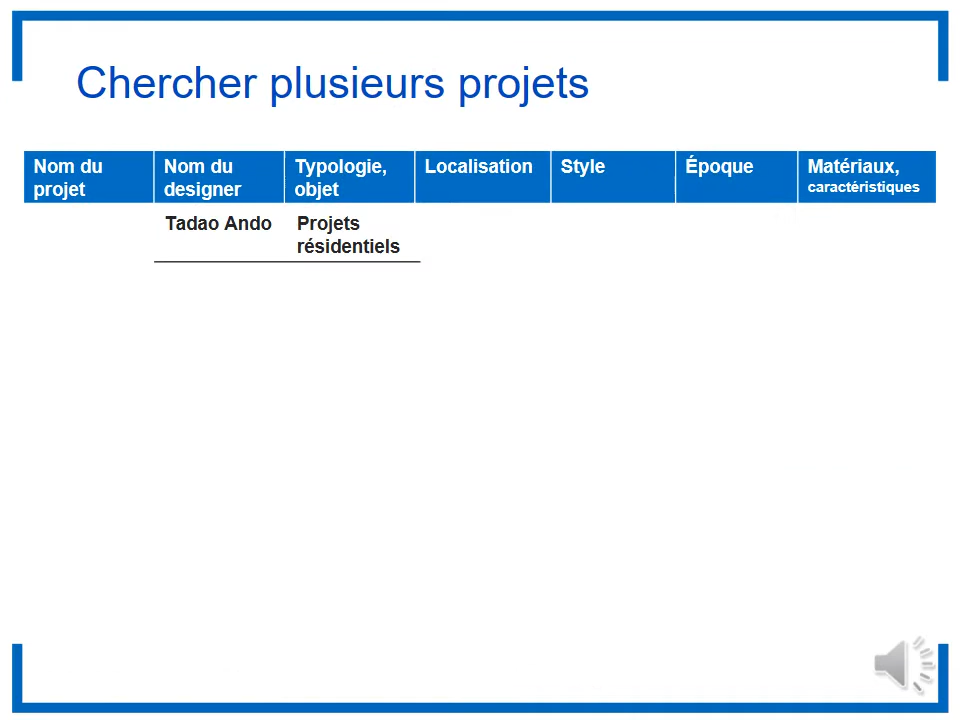 Chercher plusieurs projets
Nom du projet
Nom du designer
Typologie, objet
Localisation
Style
Époque
Matériaux, caractéristiques
Tadao Ando
Projets résidentiels